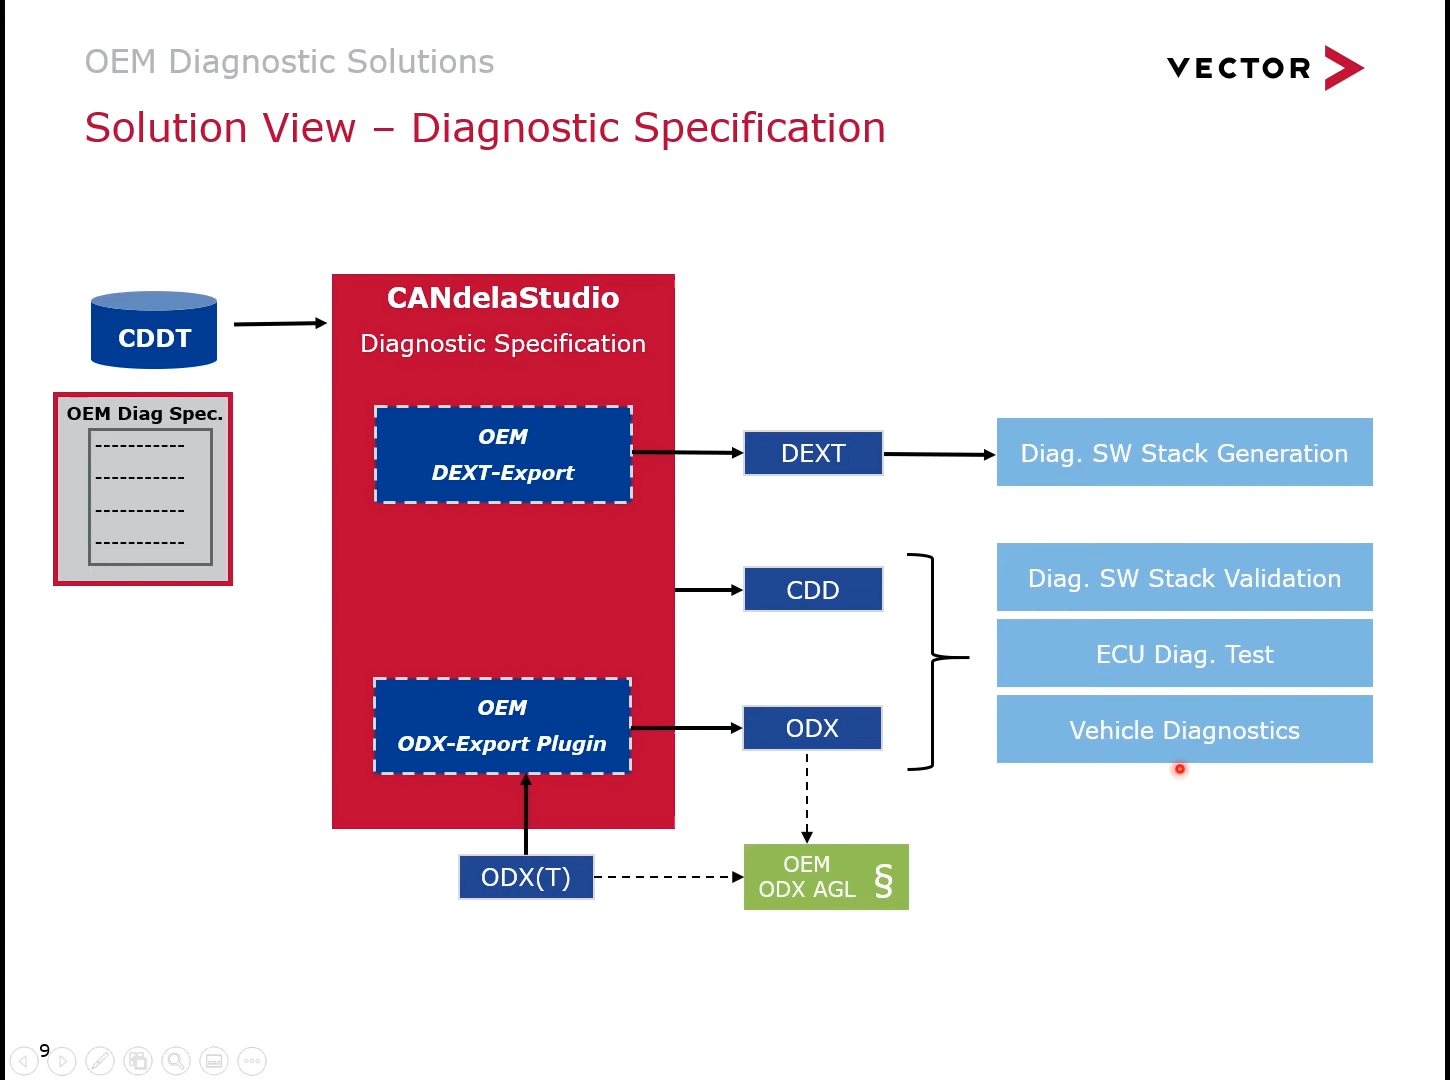 OEM Diagnostic Solutions
VECTOR
Solution View – Diagnostic Specification
CDDT
OEM Diag Spec.
-----------
-----------
-----------
-----------
CANdelaStudio
Diagnostic Specification
OEM
DEXT-Export
DEXT
Diag. SW Stack Generation
CDD
Diag. SW Stack Validation
ECU Diag. Test
OEM
ODX-Export Plugin
ODX
Vehicle Diagnostics
ODX(T)
OEM
ODX AGL §
9